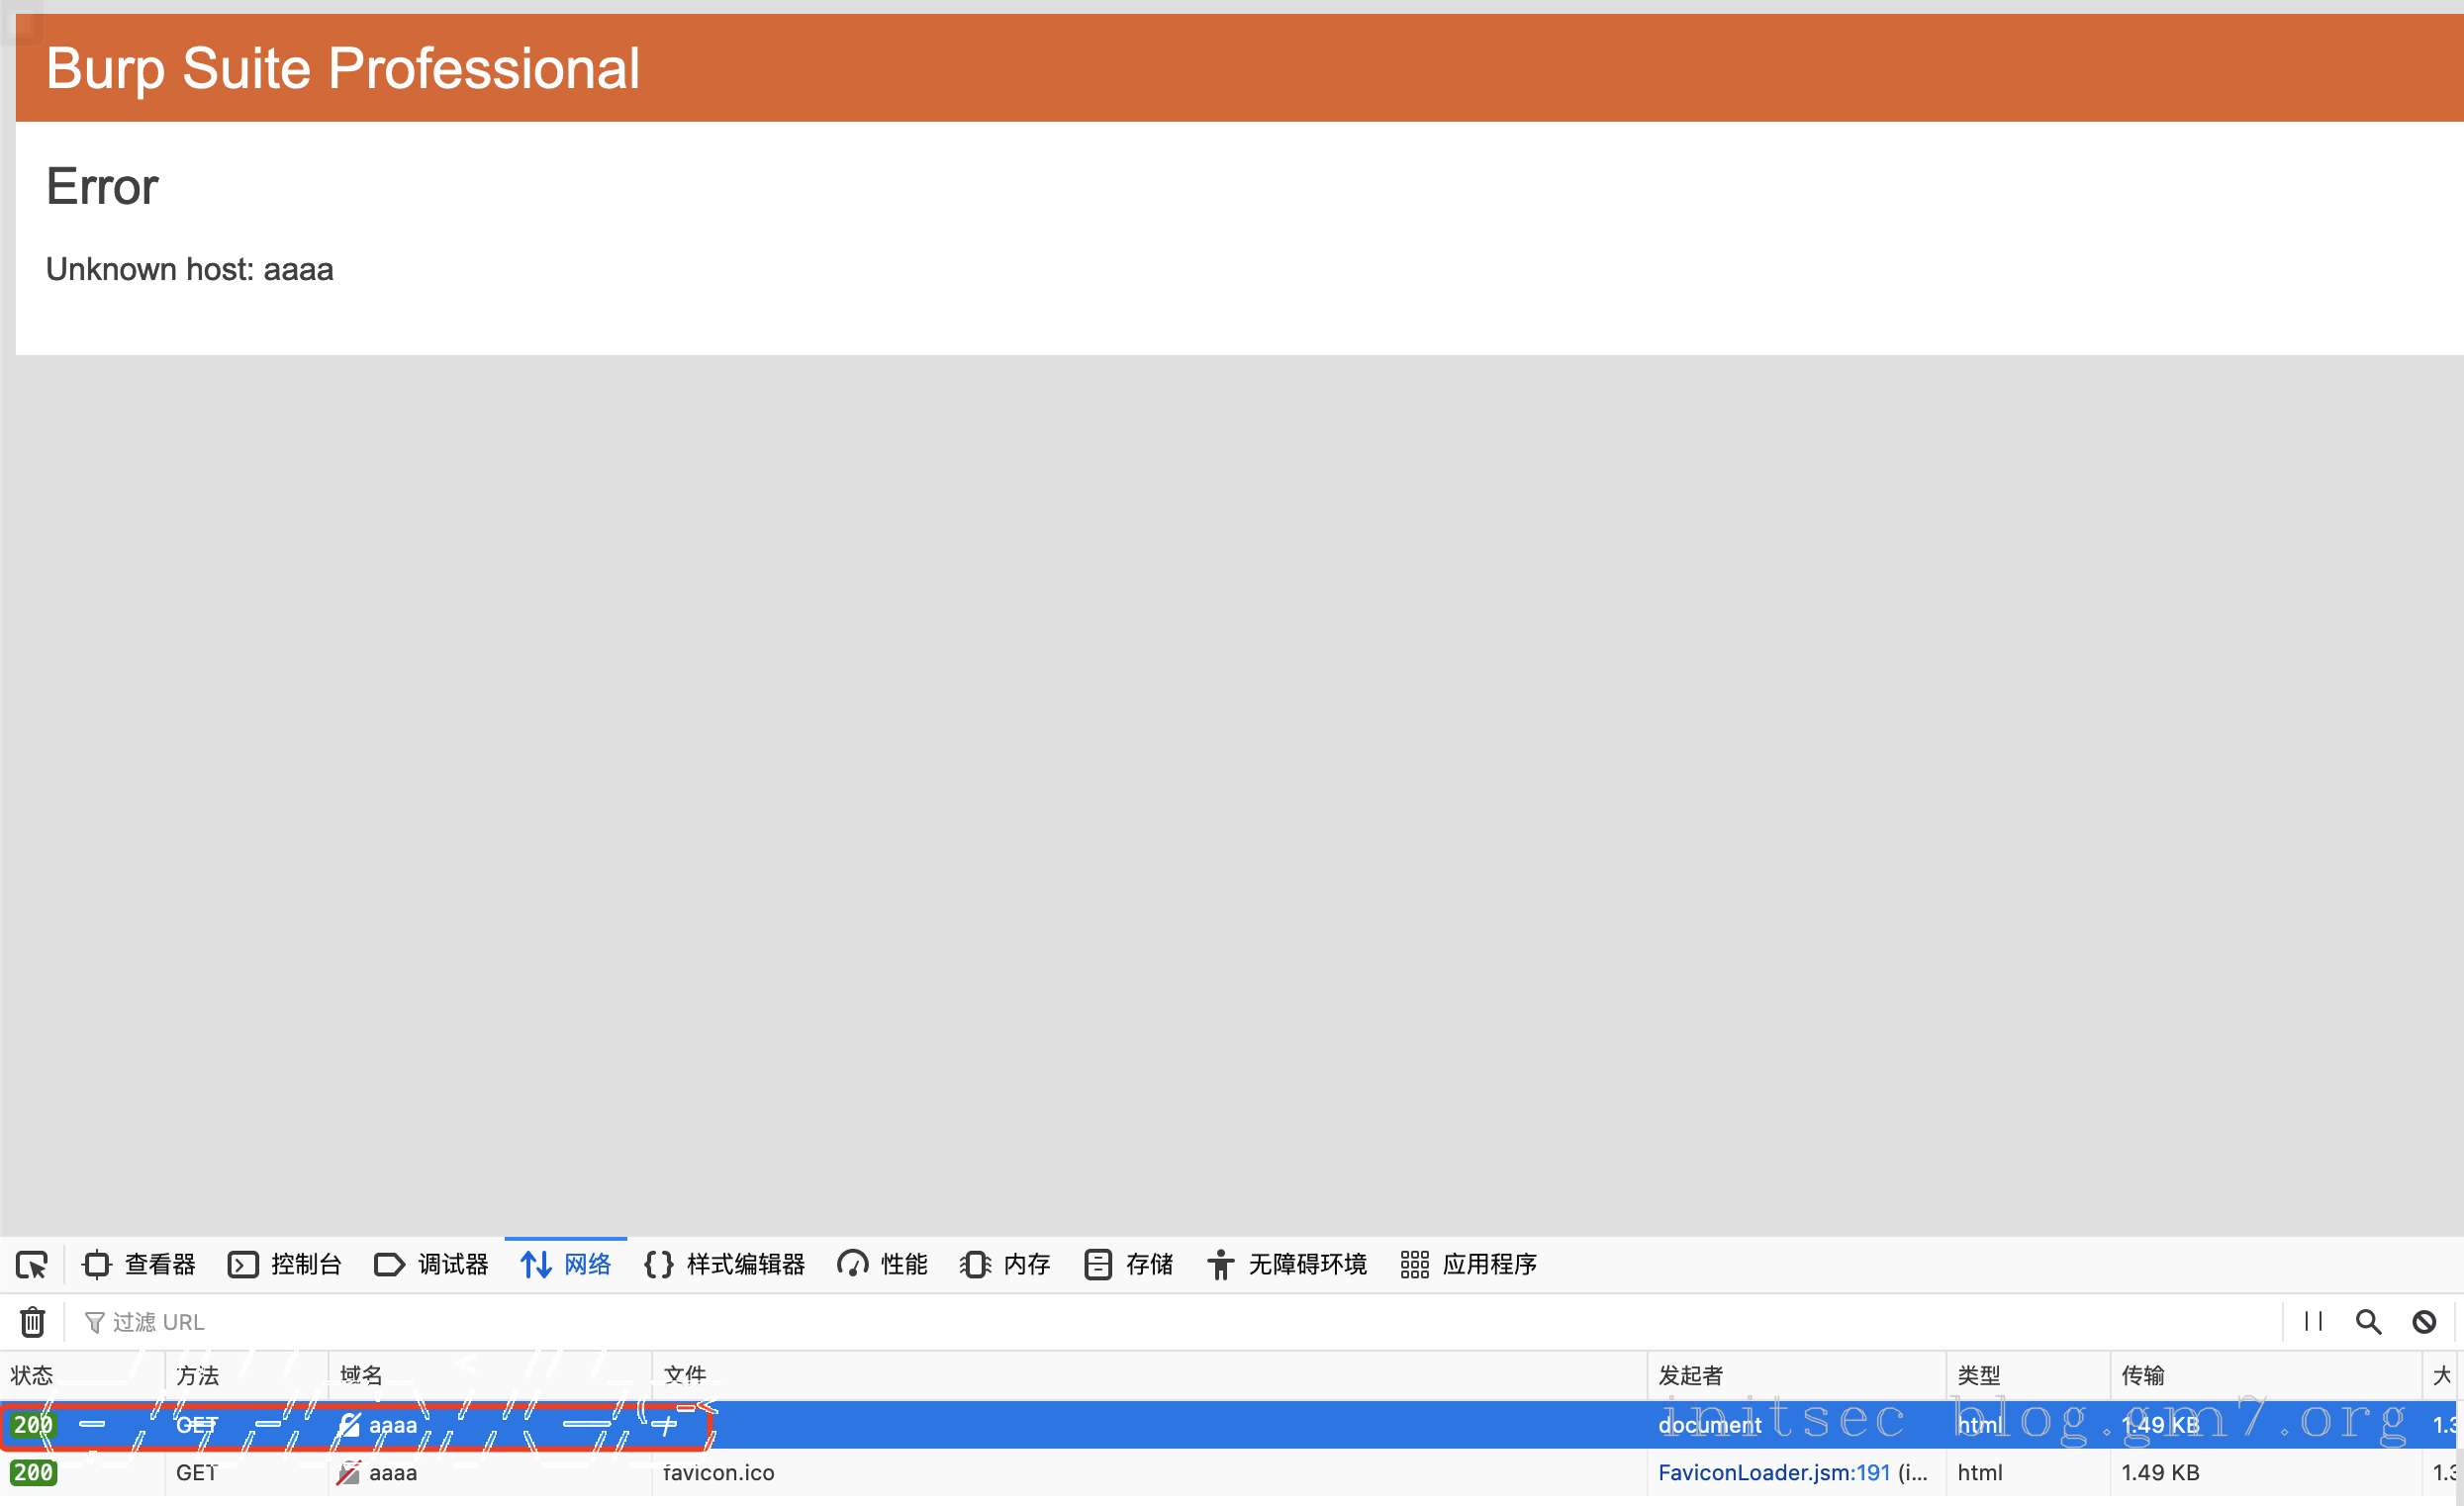 Burp Suite Professional
Error
Unknown host: aaaa
查看器 控制台 调试器 网络 样式编辑器 性能 内存 存储 无障碍环境 应用程序
过滤 URL
状态 方法 域名 文件 发起者 类型 传输 大
200 GET aaaa / document html 1.49 KB 1.3
initsec blog.gm7.org
200 GET aaaa favicon.ico FaviconLoader.jsm:191 (i... html 1.49 KB 1.3